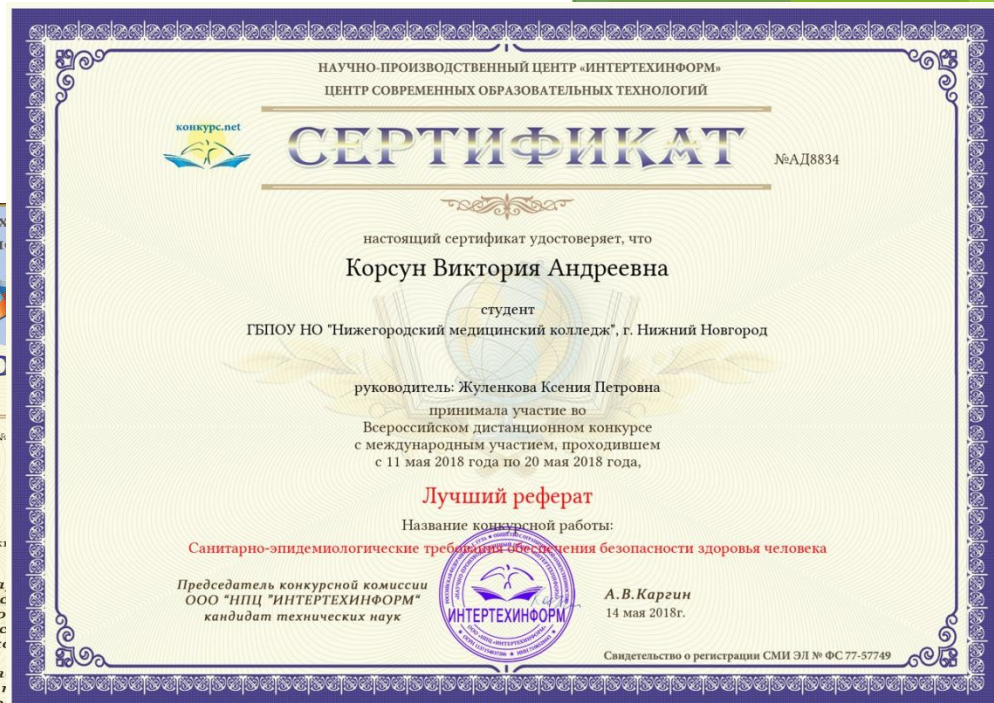 НАУЧНО-ПРОИЗВОДСТВЕННЫЙ ЦЕНТР «ИНТЕРТЕХИНФОРМ»
ЦЕНТР СОВРЕМЕННЫХ ОБРАЗОВАТЕЛЬНЫХ ТЕХНОЛОГИЙ
конкурс.net
СЕРТИФИКАТ
№АД8834
настоящий сертификат удостоверяет, что
Корсун Виктория Андреевна
студент
ГБПОУ НО "Нижегородский медицинский колледж", г. Нижний Новгород
руководитель: Жуленкова Ксения Петровна
принимала участие во
Всероссийском дистанционном конкурсе
с международным участием, проходившем
с 11 мая 2018 года по 20 мая 2018 года,
Лучший реферат
Название конкурсной работы:
Санитарно-эпидемиологические требования обеспечения безопасности здоровья человека
Председатель конкурсной комиссии
ООО "НПЦ "ИНТЕРТЕХИНФОРМ"
кандидат технических наук
ИНТЕРТЕХИНФОРМ
А.В.Каргин
14 мая 2018г.
Свидетельство о регистрации СМИ ЭЛ № ФС 77-57749